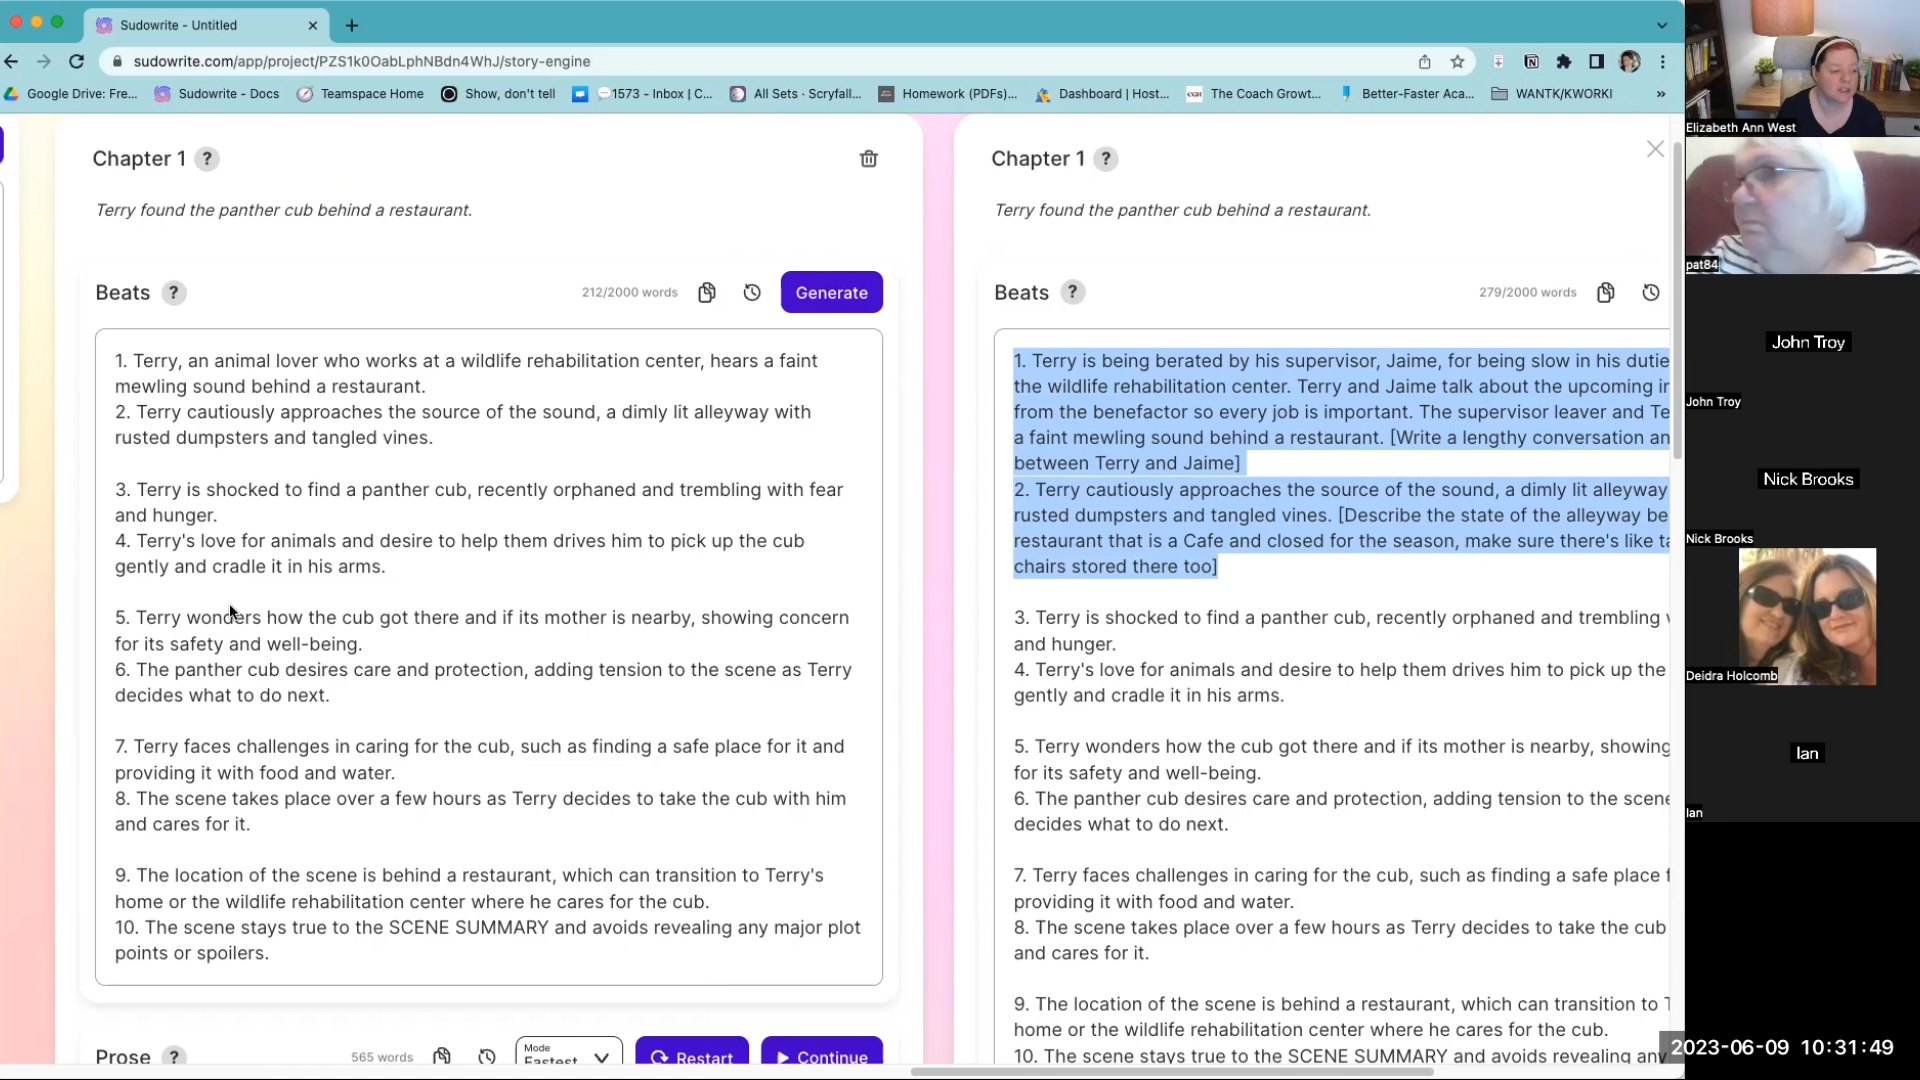 Sudowrite - Untitled
sudowrite.com/app/project/PZS1k0OabLphNBdn4WhJ/story-engine
Google Drive: Fre...
Sudowrite - Docs
Teamspace Home
Show, don't tell
1573 - Inbox | C...
All Sets - Scryfall...
Homework (PDFs)...
Dashboard | Host...
The Coach Growt...
Better-Faster Aca...
WANTK/KWORKI
»
Chapter 1 ?
Terry found the panther cub behind a restaurant.
Beats ?
212/2000 words
Generate
1. Terry, an animal lover who works at a wildlife rehabilitation center, hears a faint
mewling sound behind a restaurant.
2. Terry cautiously approaches the source of the sound, a dimly lit alleyway with
rusted dumpsters and tangled vines.
3. Terry is shocked to find a panther cub, recently orphaned and trembling with fear
and hunger.
4. Terry's love for animals and desire to help them drives him to pick up the cub
gently and cradle it in his arms.
5. Terry wonders how the cub got there and if its mother is nearby, showing concern
for its safety and well-being.
6. The panther cub desires care and protection, adding tension to the scene as Terry
decides what to do next.
7. Terry faces challenges in caring for the cub, such as finding a safe place for it and
providing it with food and water.
8. The scene takes place over a few hours as Terry decides to take the cub with him
and cares for it.
9. The location of the scene is behind a restaurant, which can transition to Terry's
home or the wildlife rehabilitation center where he cares for the cub.
10. The scene stays true to the SCENE SUMMARY and avoids revealing any major plot
points or spoilers.
Prose ?
565 words
Mode
Fastest
Restart
Continue
Chapter 1 ?
Terry found the panther cub behind a restaurant.
Beats ?
279/2000 words
1. Terry is being berated by his supervisor, Jaime, for being slow in his dutie
the wildlife rehabilitation center. Terry and Jaime talk about the upcoming in
from the benefactor so every job is important. The supervisor leaver and Te
a faint mewling sound behind a restaurant. [Write a lengthy conversation an
between Terry and Jaime]
2. Terry cautiously approaches the source of the sound, a dimly lit alleyway
rusted dumpsters and tangled vines. [Describe the state of the alleyway be
restaurant that is a Cafe and closed for the season, make sure there's like ta
chairs stored there too]
3. Terry is shocked to find a panther cub, recently orphaned and trembling
and hunger.
4. Terry's love for animals and desire to help them drives him to pick up the
gently and cradle it in his arms.
5. Terry wonders how the cub got there and if its mother is nearby, showing
for its safety and well-being.
6. The panther cub desires care and protection, adding tension to the scene
decides what to do next.
7. Terry faces challenges in caring for the cub, such as finding a safe place f
providing it with food and water.
8. The scene takes place over a few hours as Terry decides to take the cub
and cares for it.
9. The location of the scene is behind a restaurant, which can transition to T
home or the wildlife rehabilitation center where he cares for the cub.
10. The scene stays true to the SCENE SUMMARY and avoids revealing any
Elizabeth Ann West
pat84
John Troy
John Troy
Nick Brooks
Nick Brooks
Deidra Holcomb
Ian
Ian
2023-06-09 10:31:49